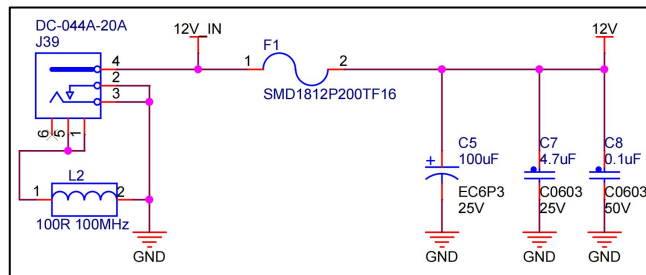 DC-044A-20A
J39
12V_IN
12V
F1
4
1
2
2
3
SMD1812P200TF16
6
5
1
C5
100uF
EC6P3
25V
C7
4.7uF
C0603
25V
C8
0.1uF
C0603
50V
L2
1
2
100R 100MHz
GND
GND
GND
GND